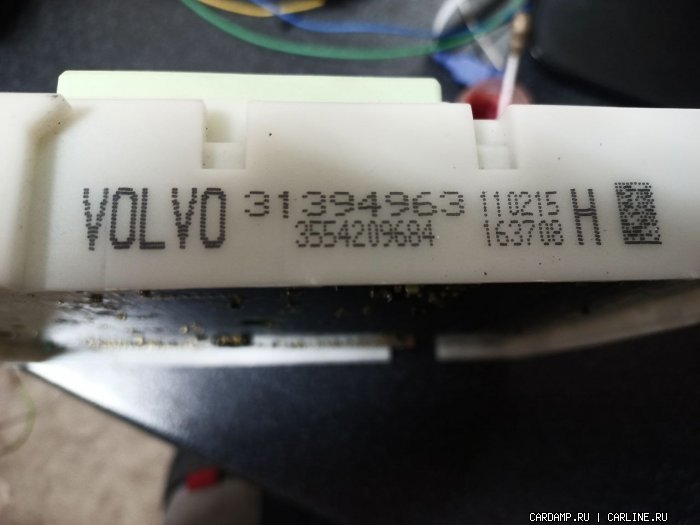 VOLVO 31394963 110215 H
3554209684 163708
CARDAMP.RU | CARLINE.RU